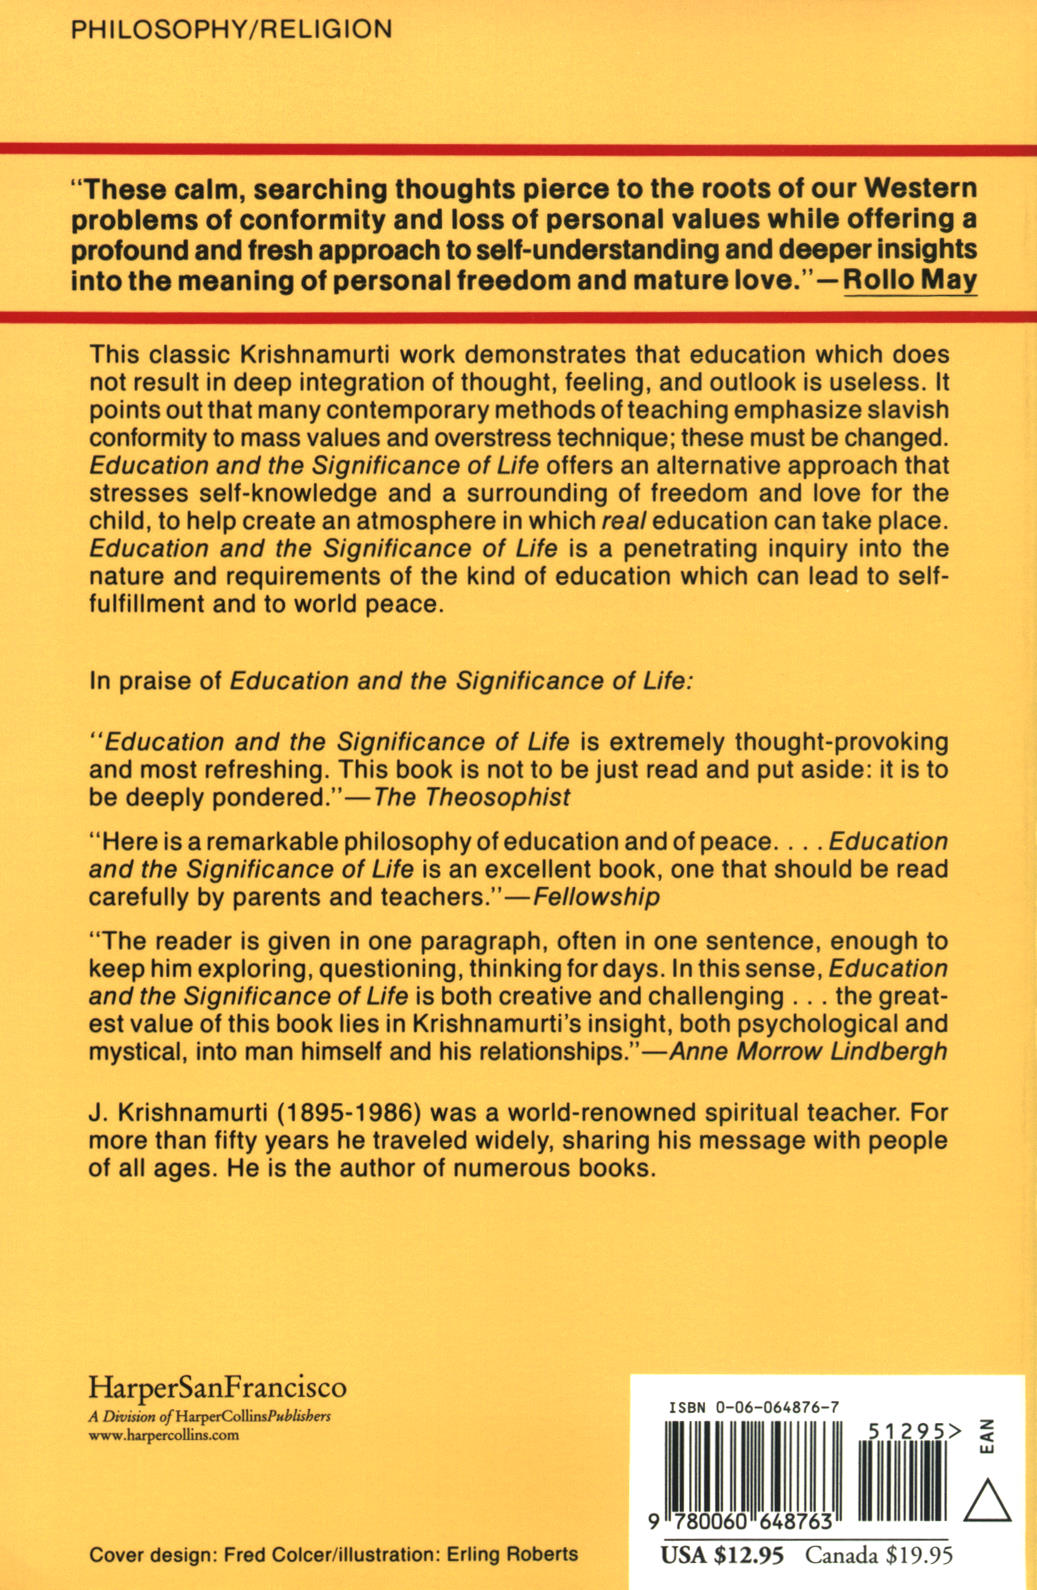 PHILOSOPHY/RELIGION
“These calm, searching thoughts pierce to the roots of our Western
problems of conformity and loss of personal values while offering a
profound and fresh approach to self-understanding and deeper insights
into the meaning of personal freedom and mature love.”—Rollo May
This classic Krishnamurti work demonstrates that education which does
not result in deep integration of thought, feeling, and outlook is useless. It
points out that many contemporary methods of teaching emphasize slavish
conformity to mass values and overstress technique; these must be changed.
Education and the Significance of Life offers an alternative approach that
stresses self-knowledge and a surrounding of freedom and love for the
child, to help create an atmosphere in which real education can take place.
Education and the Significance of Life is a penetrating inquiry into the
nature and requirements of the kind of education which can lead to self-
fulfillment and to world peace.
In praise of Education and the Significance of Life:
“Education and the Significance of Life is extremely thought-provoking
and most refreshing. This book is not to be just read and put aside: it is to
be deeply pondered.”—The Theosophist
“Here is a remarkable philosophy of education and of peace. . . . Education
and the Significance of Life is an excellent book, one that should be read
carefully by parents and teachers.”—Fellowship
“The reader is given in one paragraph, often in one sentence, enough to
keep him exploring, questioning, thinking for days. In this sense, Education
and the Significance of Life is both creative and challenging . . . the great-
est value of this book lies in Krishnamurti’s insight, both psychological and
mystical, into man himself and his relationships.”—Anne Morrow Lindbergh
J. Krishnamurti (1895-1986) was a world-renowned spiritual teacher. For
more than fifty years he traveled widely, sharing his message with people
of all ages. He is the author of numerous books.
HarperSanFrancisco
A Division of HarperCollinsPublishers
www.harpercollins.com
Cover design: Fred Colcer/illustration: Erling Roberts
ISBN 0-06-064876-7
51295>
EAN
9 780060 648763
USA $12.95 Canada $19.95